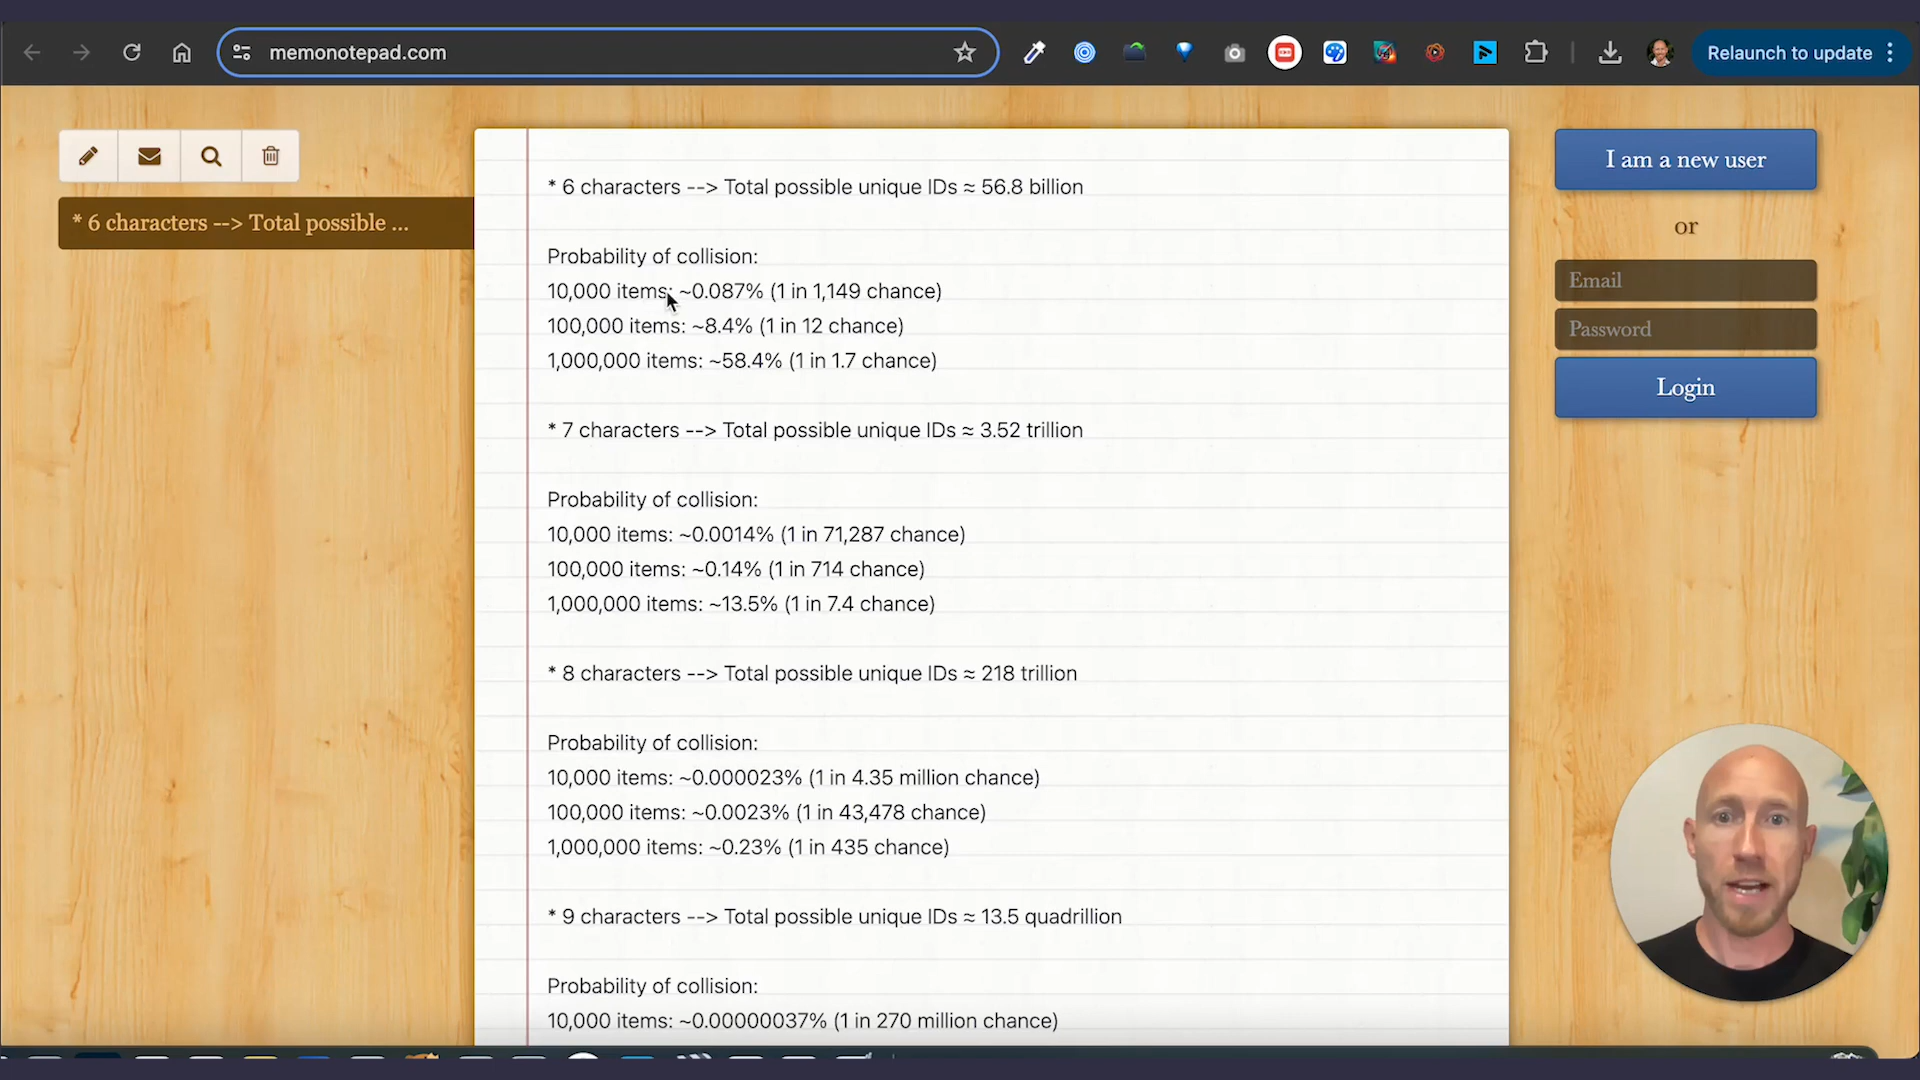 memonotepad.com
Relaunch to update
* 6 characters --> Total possible ...
* 6 characters --> Total possible unique IDs ≈ 56.8 billion
Probability of collision:
10,000 items: ~0.087% (1 in 1,149 chance)
100,000 items: ~8.4% (1 in 12 chance)
1,000,000 items: ~58.4% (1 in 1.7 chance)
* 7 characters --> Total possible unique IDs ≈ 3.52 trillion
Probability of collision:
10,000 items: ~0.0014% (1 in 71,287 chance)
100,000 items: ~0.14% (1 in 714 chance)
1,000,000 items: ~13.5% (1 in 7.4 chance)
* 8 characters --> Total possible unique IDs ≈ 218 trillion
Probability of collision:
10,000 items: ~0.000023% (1 in 4.35 million chance)
100,000 items: ~0.0023% (1 in 43,478 chance)
1,000,000 items: ~0.23% (1 in 435 chance)
* 9 characters --> Total possible unique IDs ≈ 13.5 quadrillion
Probability of collision:
10,000 items: ~0.00000037% (1 in 270 million chance)
I am a new user
or
Email
Password
Login